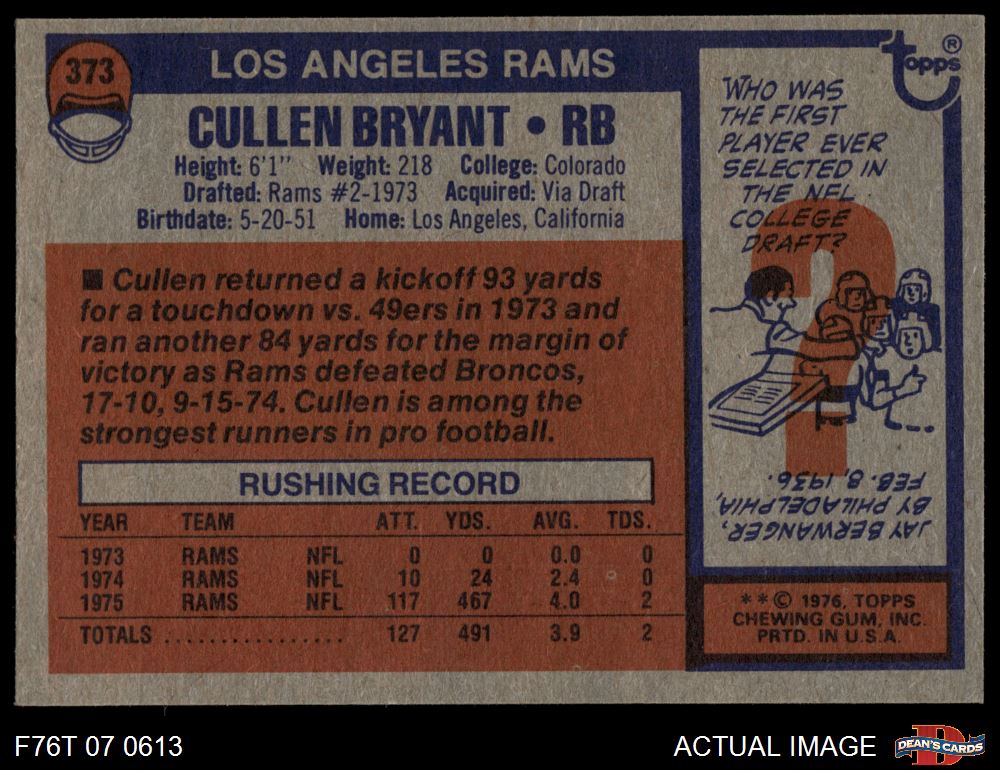 373
LOS ANGELES RAMS
CULLEN BRYANT • RB
Height: 6'1" Weight: 218 College: Colorado
Drafted: Rams #2-1973 Acquired: Via Draft
Birthdate: 5-20-51 Home: Los Angeles, California
■ Cullen returned a kickoff 93 yards
for a touchdown vs. 49ers in 1973 and
ran another 84 yards for the margin of
victory as Rams defeated Broncos,
17-10, 9-15-74. Cullen is among the
strongest runners in pro football.
RUSHING RECORD
YEAR TEAM ATT. YDS. AVG. TDS.
1973 RAMS NFL 0 0 0.0 0
1974 RAMS NFL 10 24 2.4 0
1975 RAMS NFL 117 467 4.0 2
TOTALS ................ 127 491 3.9 2
topps ®
WHO WAS
THE FIRST
PLAYER EVER
SELECTED IN
THE NFL
COLLEGE
DRAFT?
?
JAY BERWANGER,
BY PHILADELPHIA,
FEB. 8, 1936.
**© 1976, TOPPS
CHEWING GUM, INC.
PRTD. IN U.S.A.
F76T 07 0613
ACTUAL IMAGE
D
DEAN'S CARDS